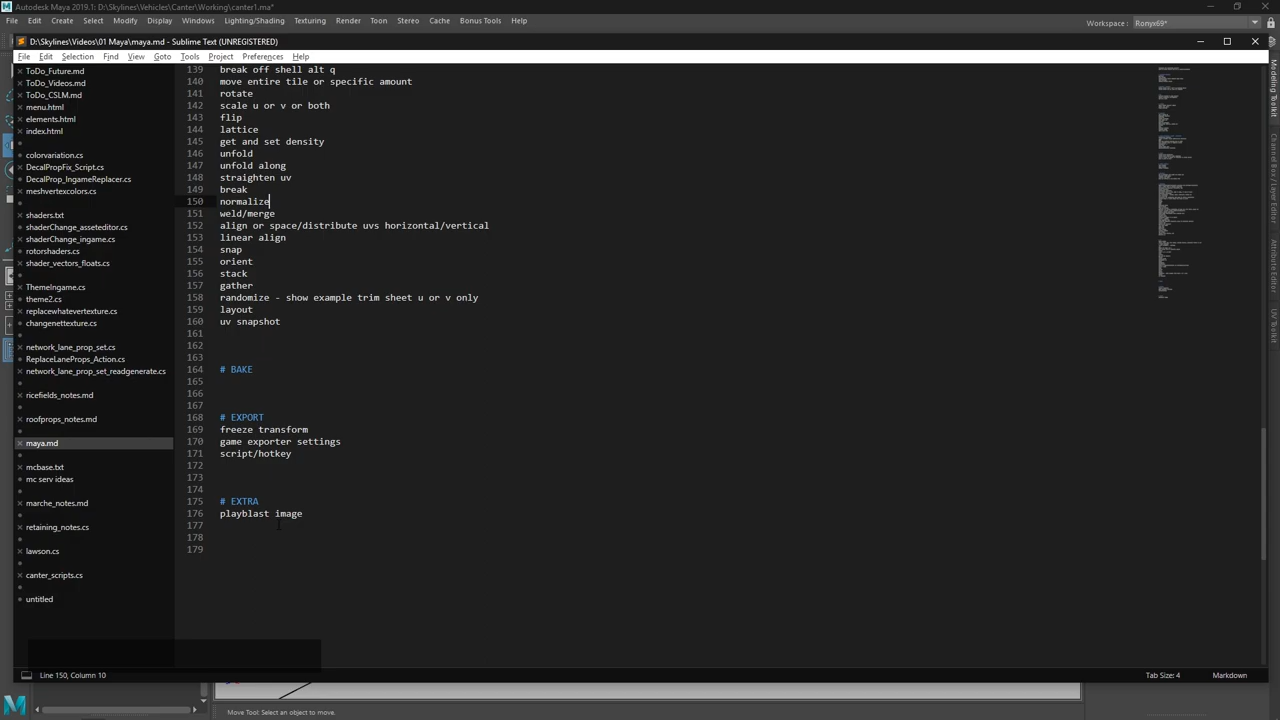 Autodesk Maya 2019.1: D:\Skylines\Vehicles\Canter\Working\canter1.ma*
File Edit Create Select Modify Display Windows Lighting/Shading Texturing Render Toon Stereo Cache Bonus Tools Help
Workspace : Ronyx69*
D:\Skylines\Videos\01 Maya\maya.md - Sublime Text (UNREGISTERED)
File Edit Selection Find View Goto Tools Project Preferences Help
ToDo_Future.md
ToDo_Videos.md
ToDo_CSLM.md
menu.html
elements.html
index.html
colorvariation.cs
DecalPropFix_Script.cs
DecalProp_IngameReplacer.cs
meshvertexcolors.cs
shaders.txt
shaderChange_asseteditor.cs
shaderChange_ingame.cs
rotorshaders.cs
shader_vectors_floats.cs
ThemeIngame.cs
theme2.cs
replacewhatevertexture.cs
changenettexture.cs
network_lane_prop_set.cs
ReplaceLaneProps_Action.cs
network_lane_prop_set_readgenerate.cs
ricefields_notes.md
roofprops_notes.md
maya.md
mcbase.txt
mc serv ideas
marche_notes.md
retaining_notes.cs
lawson.cs
canter_scripts.cs
untitled
139 break off shell alt q
140 move entire tile or specific amount
141 rotate
142 scale u or v or both
143 flip
144 lattice
145 get and set density
146 unfold
147 unfold along
148 straighten uv
149 break
150 normalize
151 weld/merge
152 align or space/distribute uvs horizontal/vertical
153 linear align
154 snap
155 orient
156 stack
157 gather
158 randomize - show example trim sheet u or v only
159 layout
160 uv snapshot
161
162
163
164 # BAKE
165
166
167
168 # EXPORT
169 freeze transform
170 game exporter settings
171 script/hotkey
172
173
174
175 # EXTRA
176 playblast image
177
178
179
Modeling Toolkit
Channel Box / Layer Editor
Attribute Editor
UV Toolkit
Line 150, Column 10
Tab Size: 4
Markdown
Move Tool: Select an object to move.